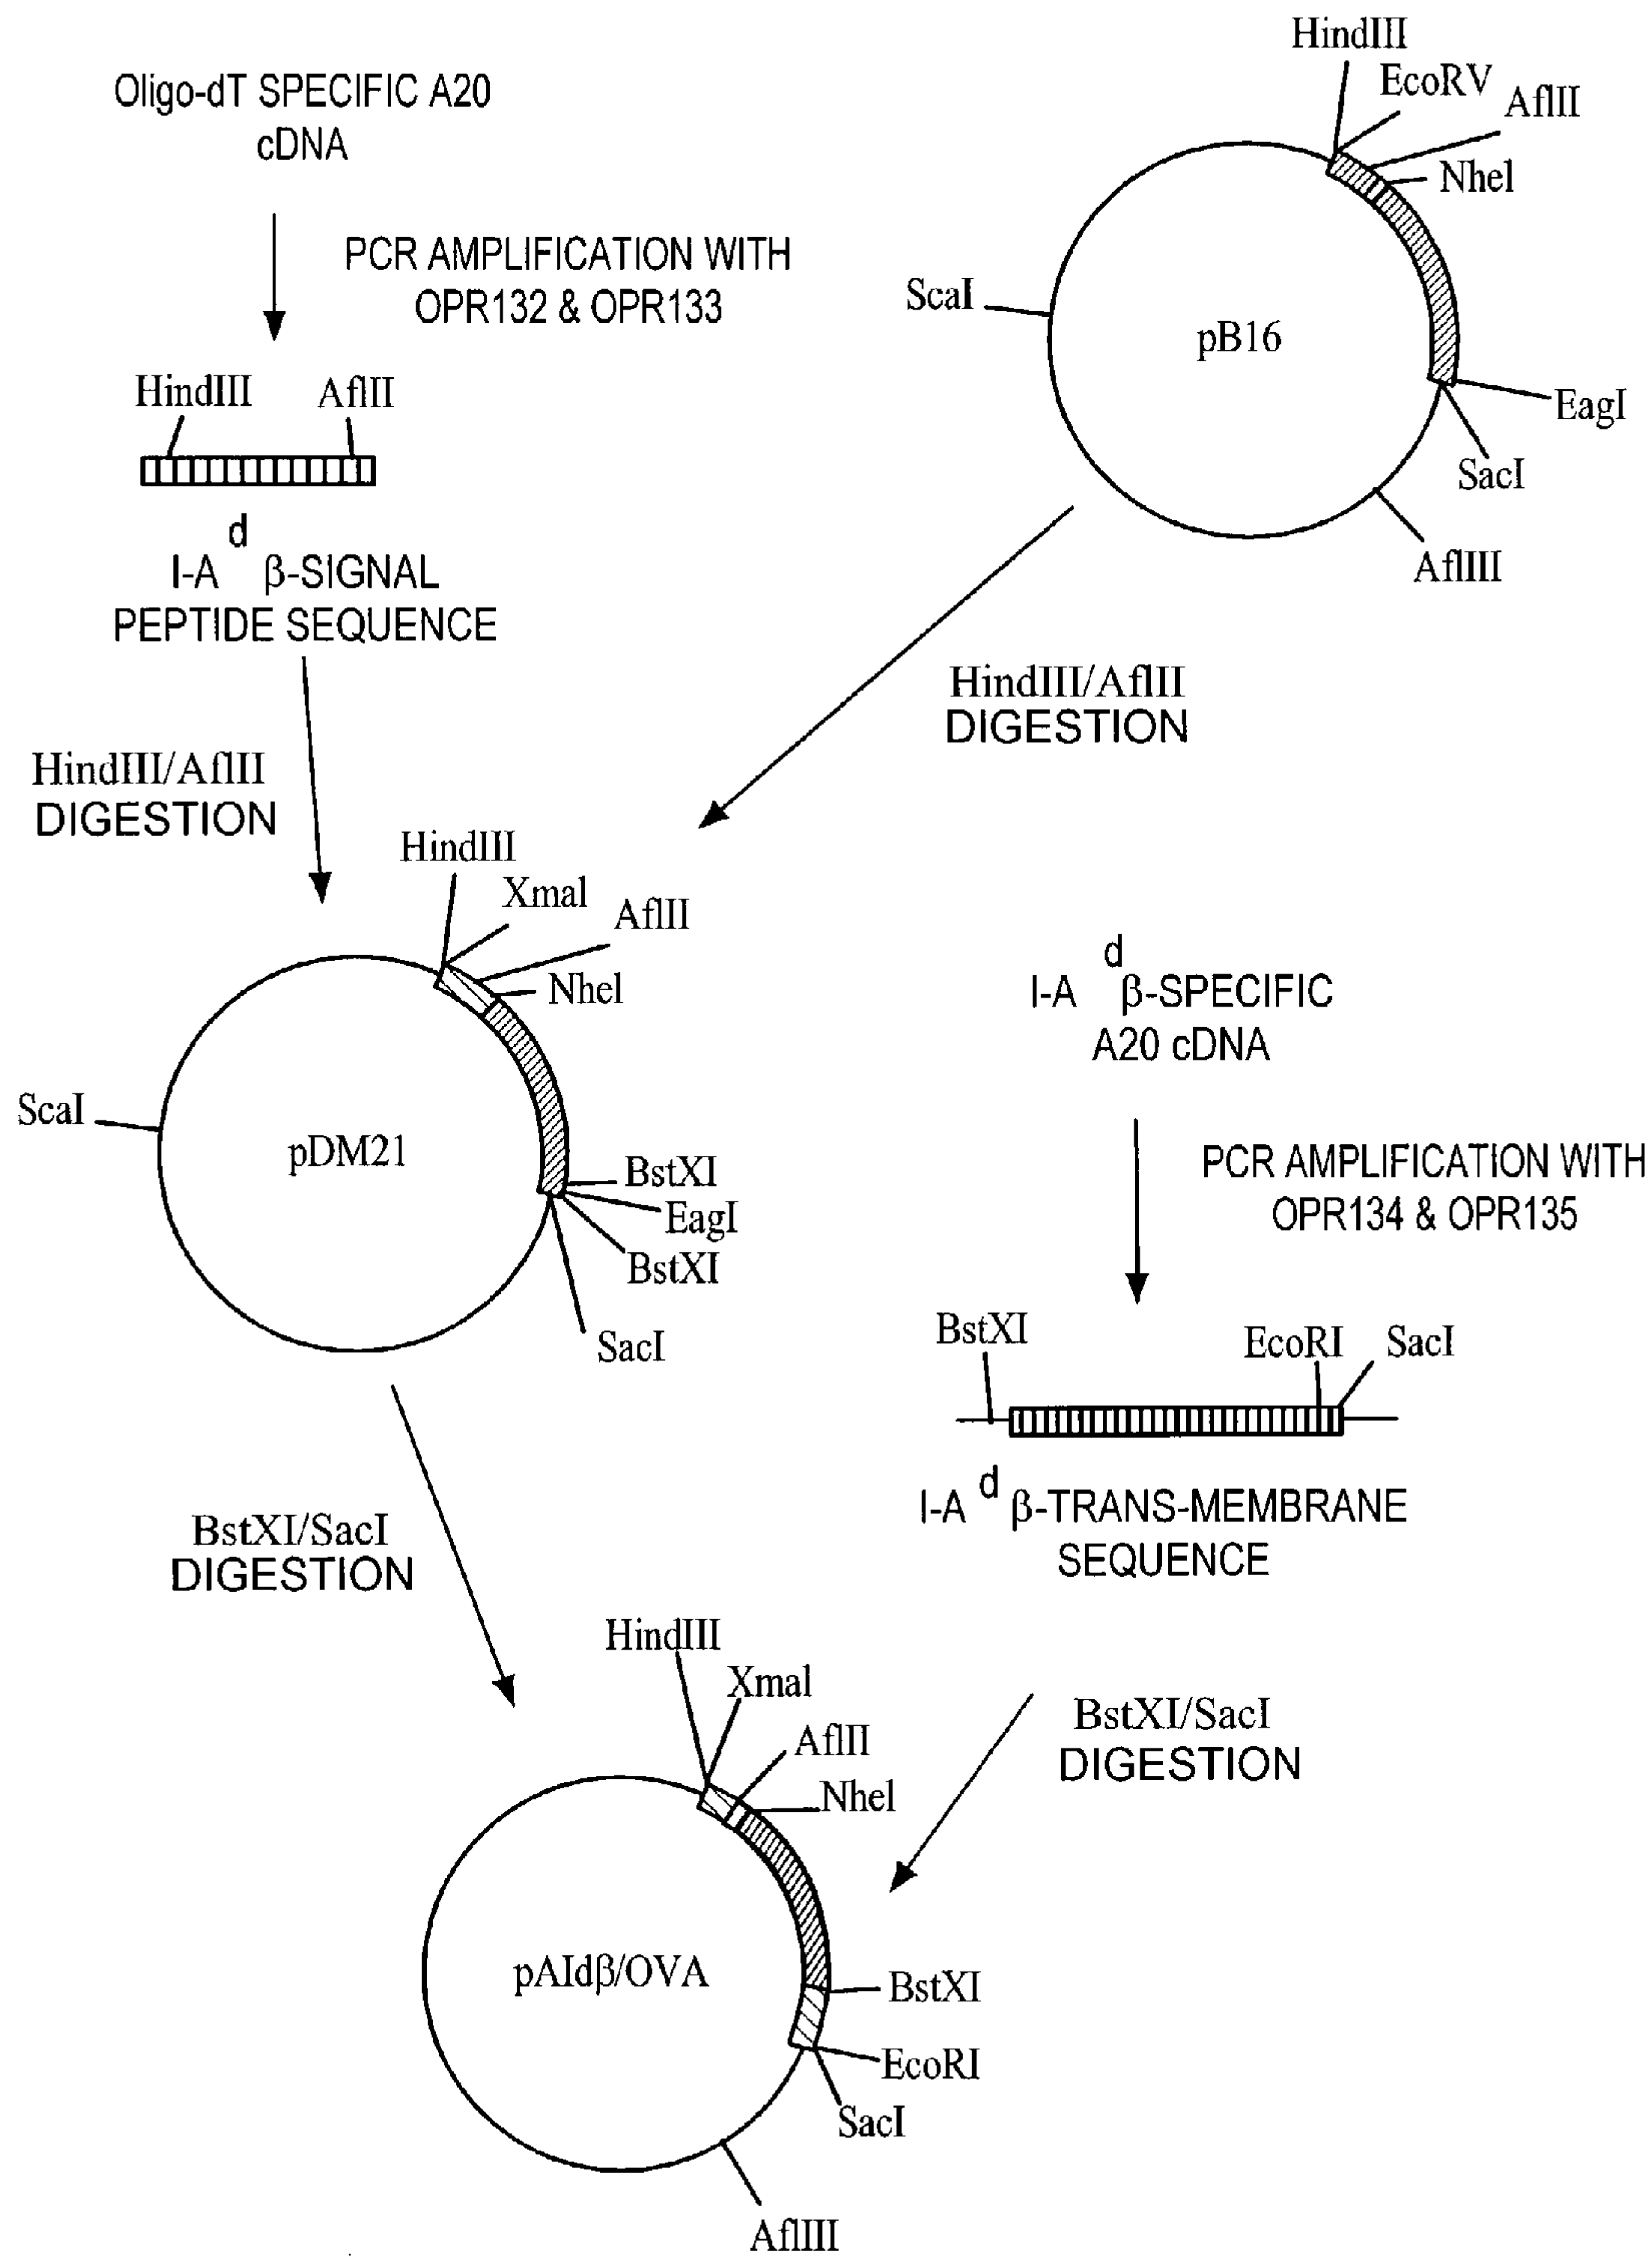 Oligo-dT SPECIFIC A20
cDNA
PCR AMPLIFICATION WITH
OPR132 & OPR133
HindIII
AflII
d
I-A β-SIGNAL
PEPTIDE SEQUENCE
HindIII
EcoRV
AflII
NheI
ScaI
pB16
EagI
SacI
AflIII
HindIII/AflII
DIGESTION
HindIII/AflII
DIGESTION
HindIII
XmaI
AflII
NheI
ScaI
pDM21
BstXI
EagI
BstXI
SacI
d
I-A β-SPECIFIC
A20 cDNA
PCR AMPLIFICATION WITH
OPR134 & OPR135
BstXI
EcoRI
SacI
I-A d β-TRANS-MEMBRANE
SEQUENCE
BstXI/SacI
DIGESTION
BstXI/SacI
DIGESTION
HindIII
XmaI
AflII
NheI
pAIdβ/OVA
BstXI
EcoRI
SacI
AflIII